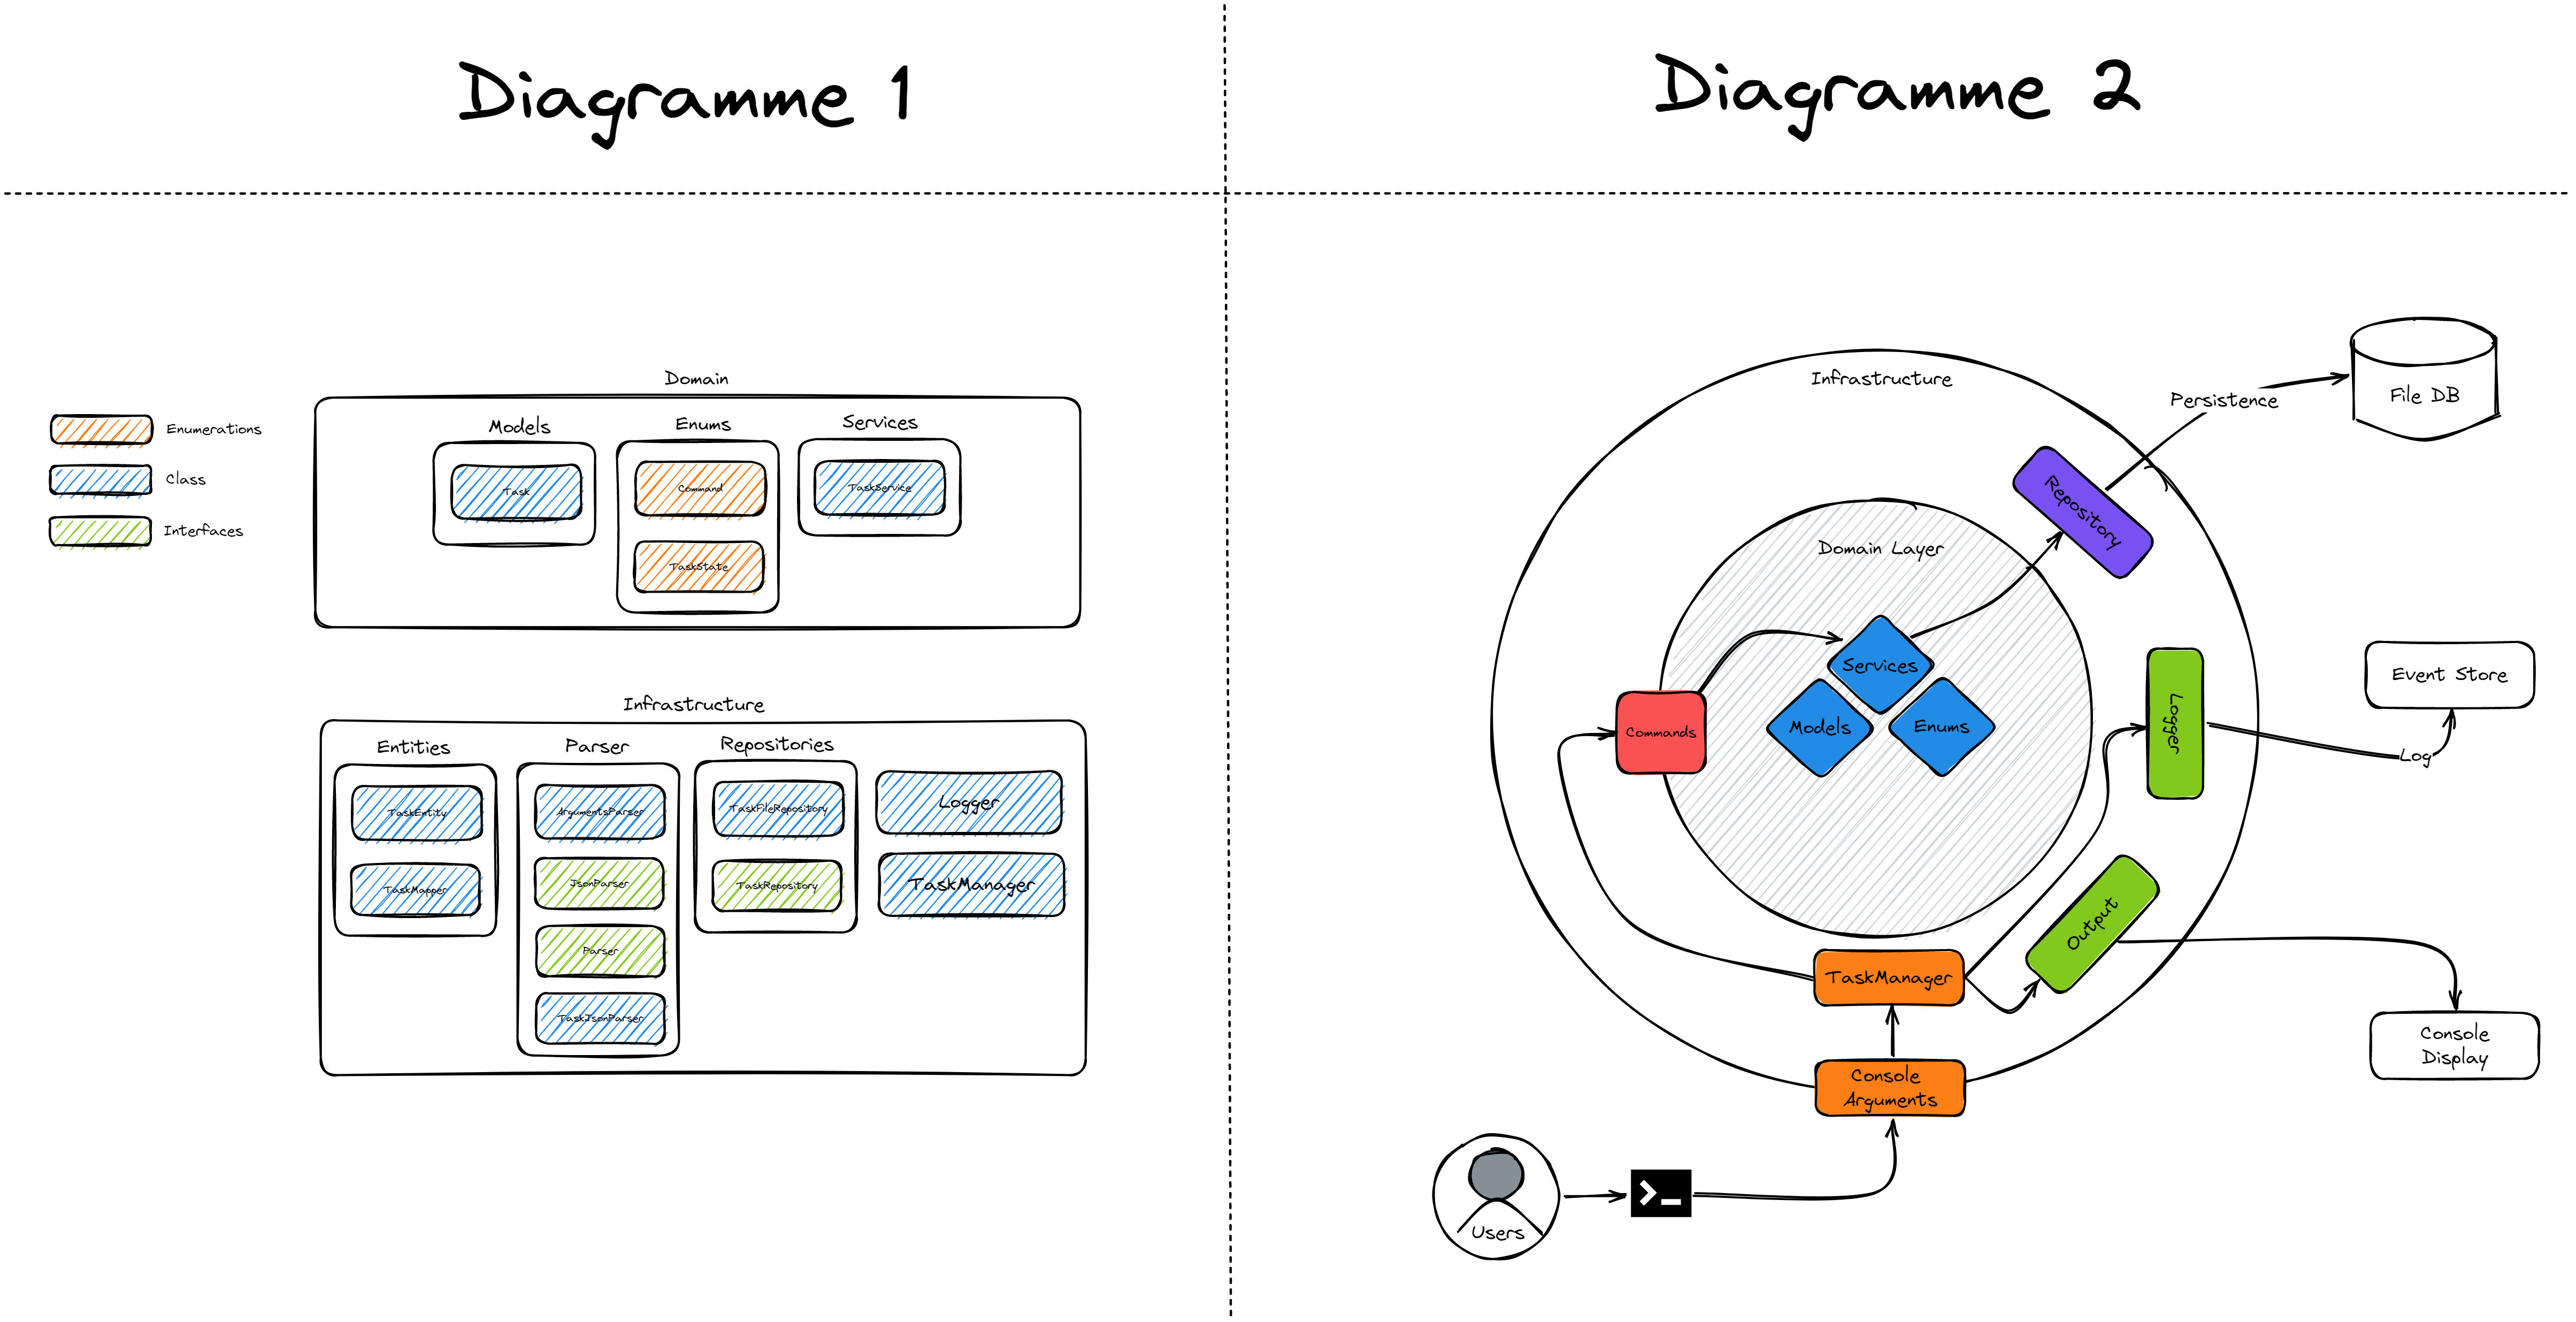 Diagramme 1
Diagramme 2
Enumerations
Class
Interfaces
Domain
Models
Enums
Services
Task
Command
TaskService
TaskState
Infrastructure
Entities
Parser
Repositories
TaskEntity
ArgumentsParser
TaskFileRepository
Logger
TaskMapper
JsonParser
TaskRepository
TaskManager
Parser
TaskJsonParser
Infrastructure
Persistence
File DB
Repository
Domain Layer
Services
Models
Enums
Commands
Logger
Event Store
Log
Output
TaskManager
Console
Arguments
Console
Display
Users
>_